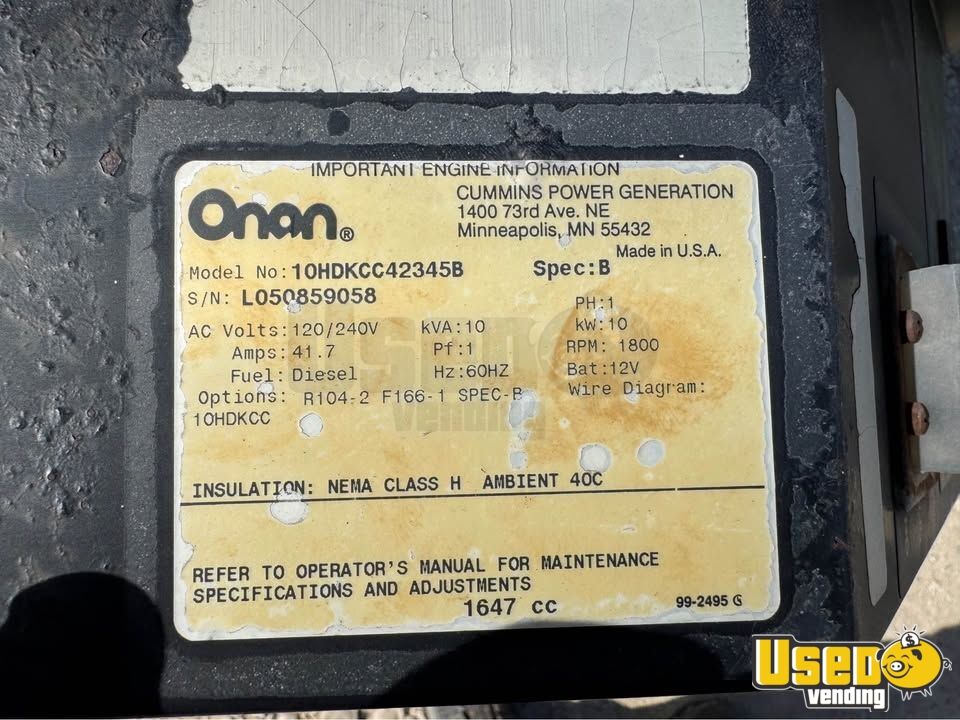 IMPORTANT ENGINE INFORMATION
Onan®
CUMMINS POWER GENERATION
1400 73rd Ave. NE
Minneapolis, MN 55432
Made in U.S.A.
Model No: 10HDKCC42345B Spec:B
S/N: L050859058
PH:1
AC Volts: 120/240V kVA:10 kW:10
Amps: 41.7 Pf:1 RPM: 1800
Fuel: Diesel Hz:60HZ Bat:12V
Options: R104-2 F166-1 SPEC-B Wire Diagram:
10HDKCC
INSULATION: NEMA CLASS H AMBIENT 40C
REFER TO OPERATOR'S MANUAL FOR MAINTENANCE
SPECIFICATIONS AND ADJUSTMENTS
1647 cc
99-2495
USED vending
USED vending